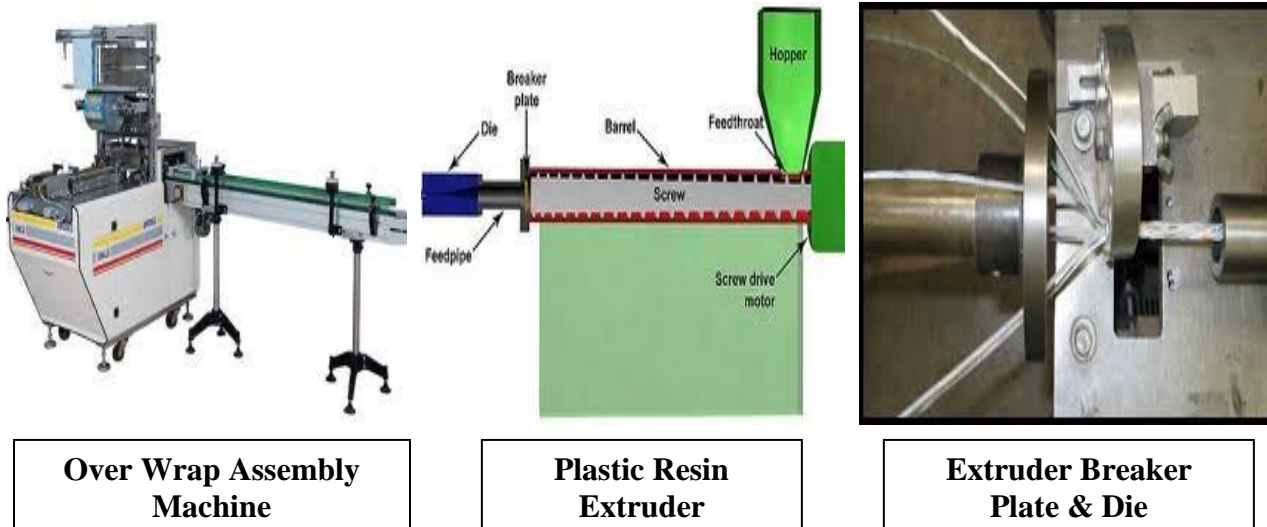 Hopper
Breaker
plate
Die
Barrel
Feedthroat
Screw
Feedpipe
Screw drive
motor
Over Wrap Assembly
Machine
Plastic Resin
Extruder
Extruder Breaker
Plate & Die